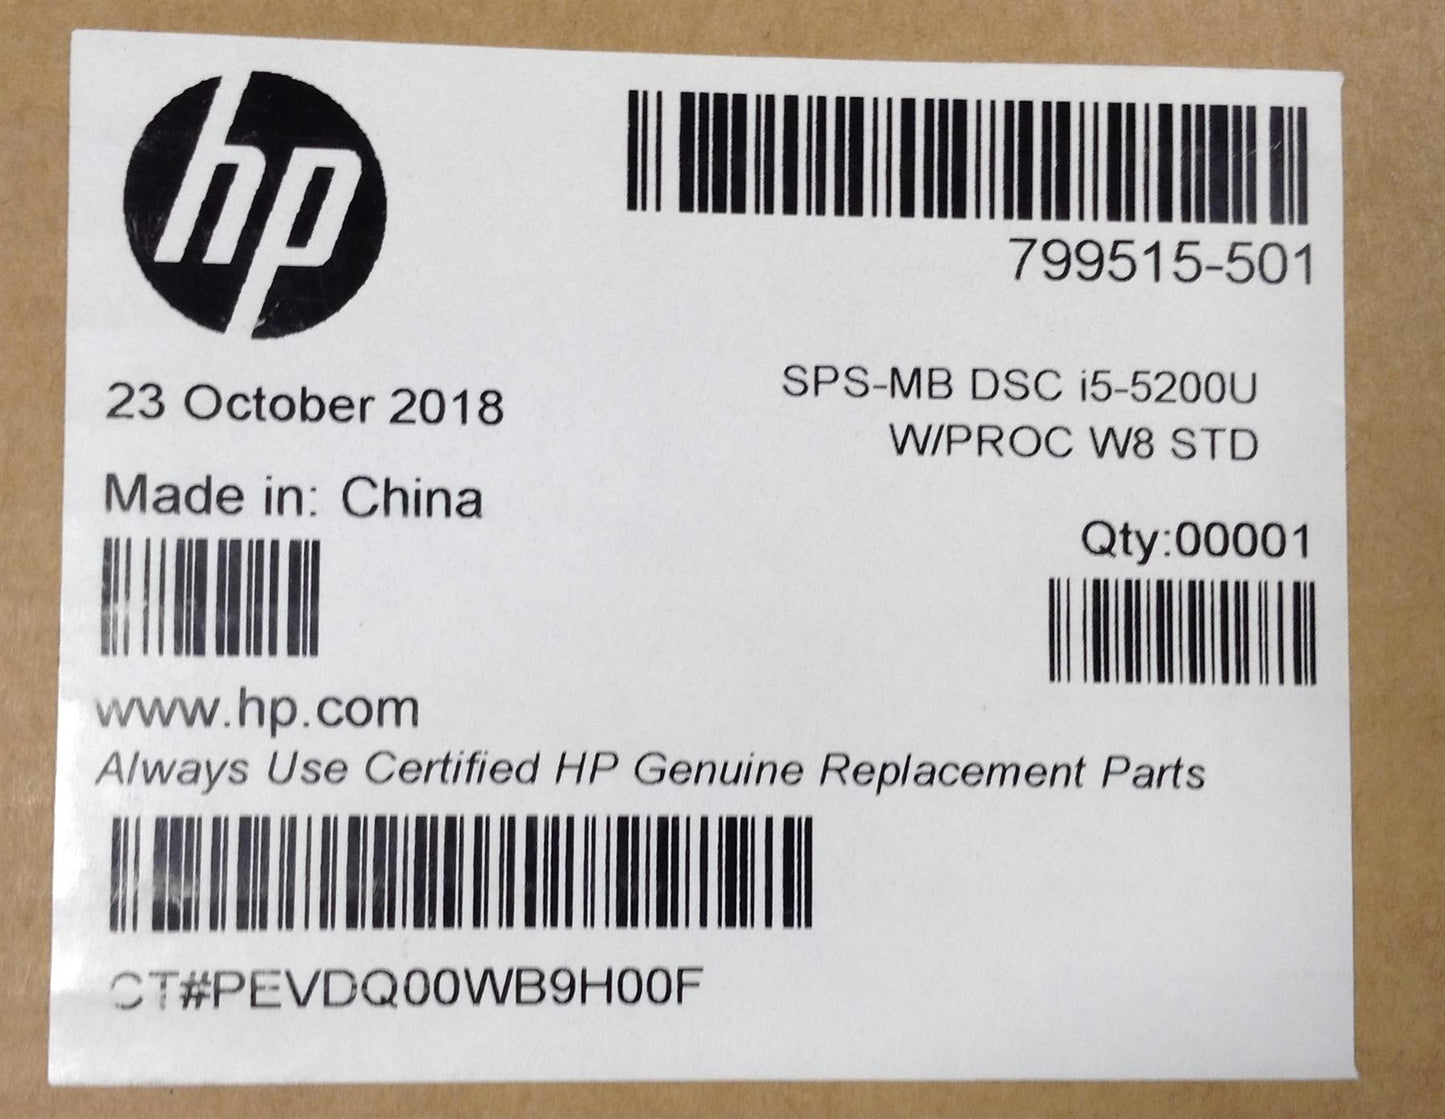 hp
799515-501
23 October 2018
SPS-MB DSC i5-5200U
W/PROC W8 STD
Made in: China
Qty:00001
www.hp.com
Always Use Certified HP Genuine Replacement Parts
CT#PEVDQ00WB9H00F